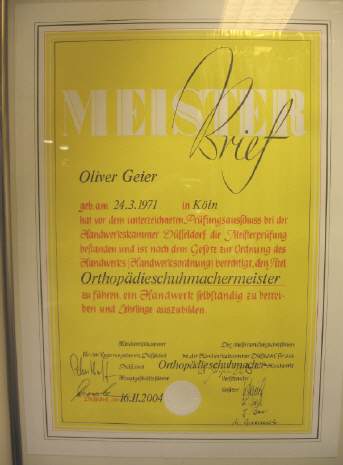 MEISTER
Brief
Oliver Geier
geb. am 24.3.1971 in Köln
hat vor dem unterzeichneten Prüfungsausschuss bei der
Handwerkskammer Düsseldorf die Meisterprüfung
bestanden und ist nach dem Gesetz zur Ordnung des
Handwerks (Handwerksordnung) berechtigt, den Titel
Orthopädieschuhmachermeister
zu führen, ein Handwerk selbständig zu betrei-
ben und Lehrlinge auszubilden.
Handwerkskammer
Orthopädieschuhmacher
16.11.2004